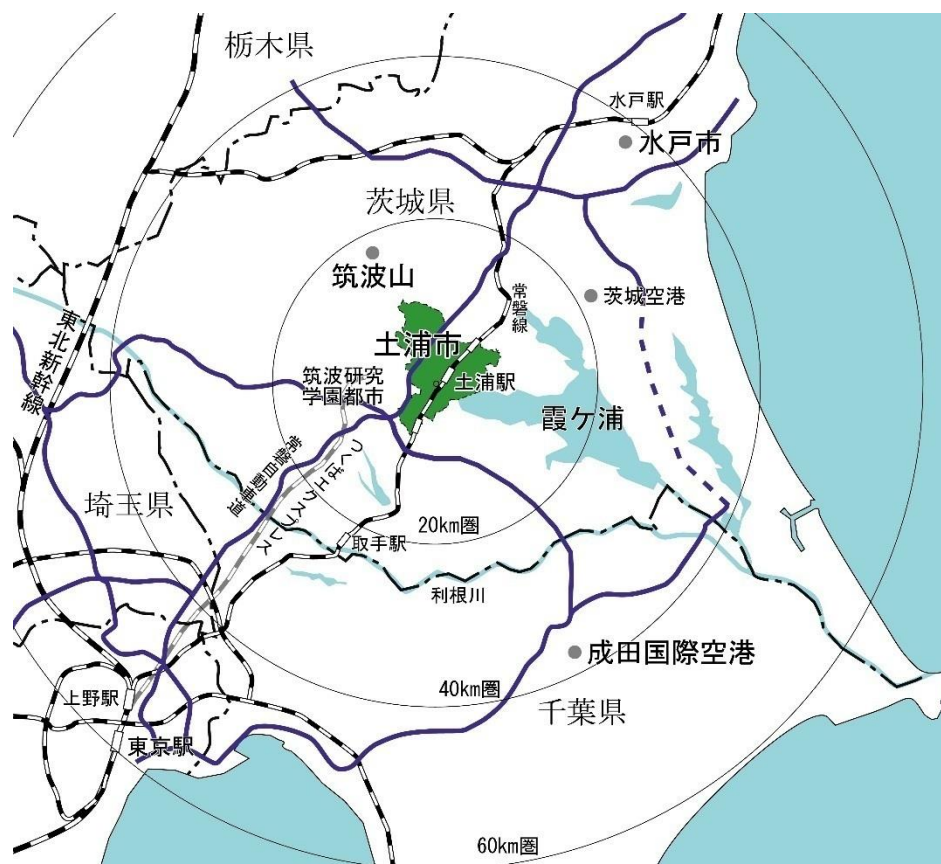 栃木県
水戸駅
水戸市
茨城県
筑波山
常磐線
茨城空港
東北新幹線
土浦市
筑波研究
学園都市
土浦駅
霞ケ浦
常磐自動車道
つくばエクスプレス
埼玉県
20km圏
取手駅
利根川
成田国際空港
40km圏
上野駅
千葉県
東京駅
60km圏